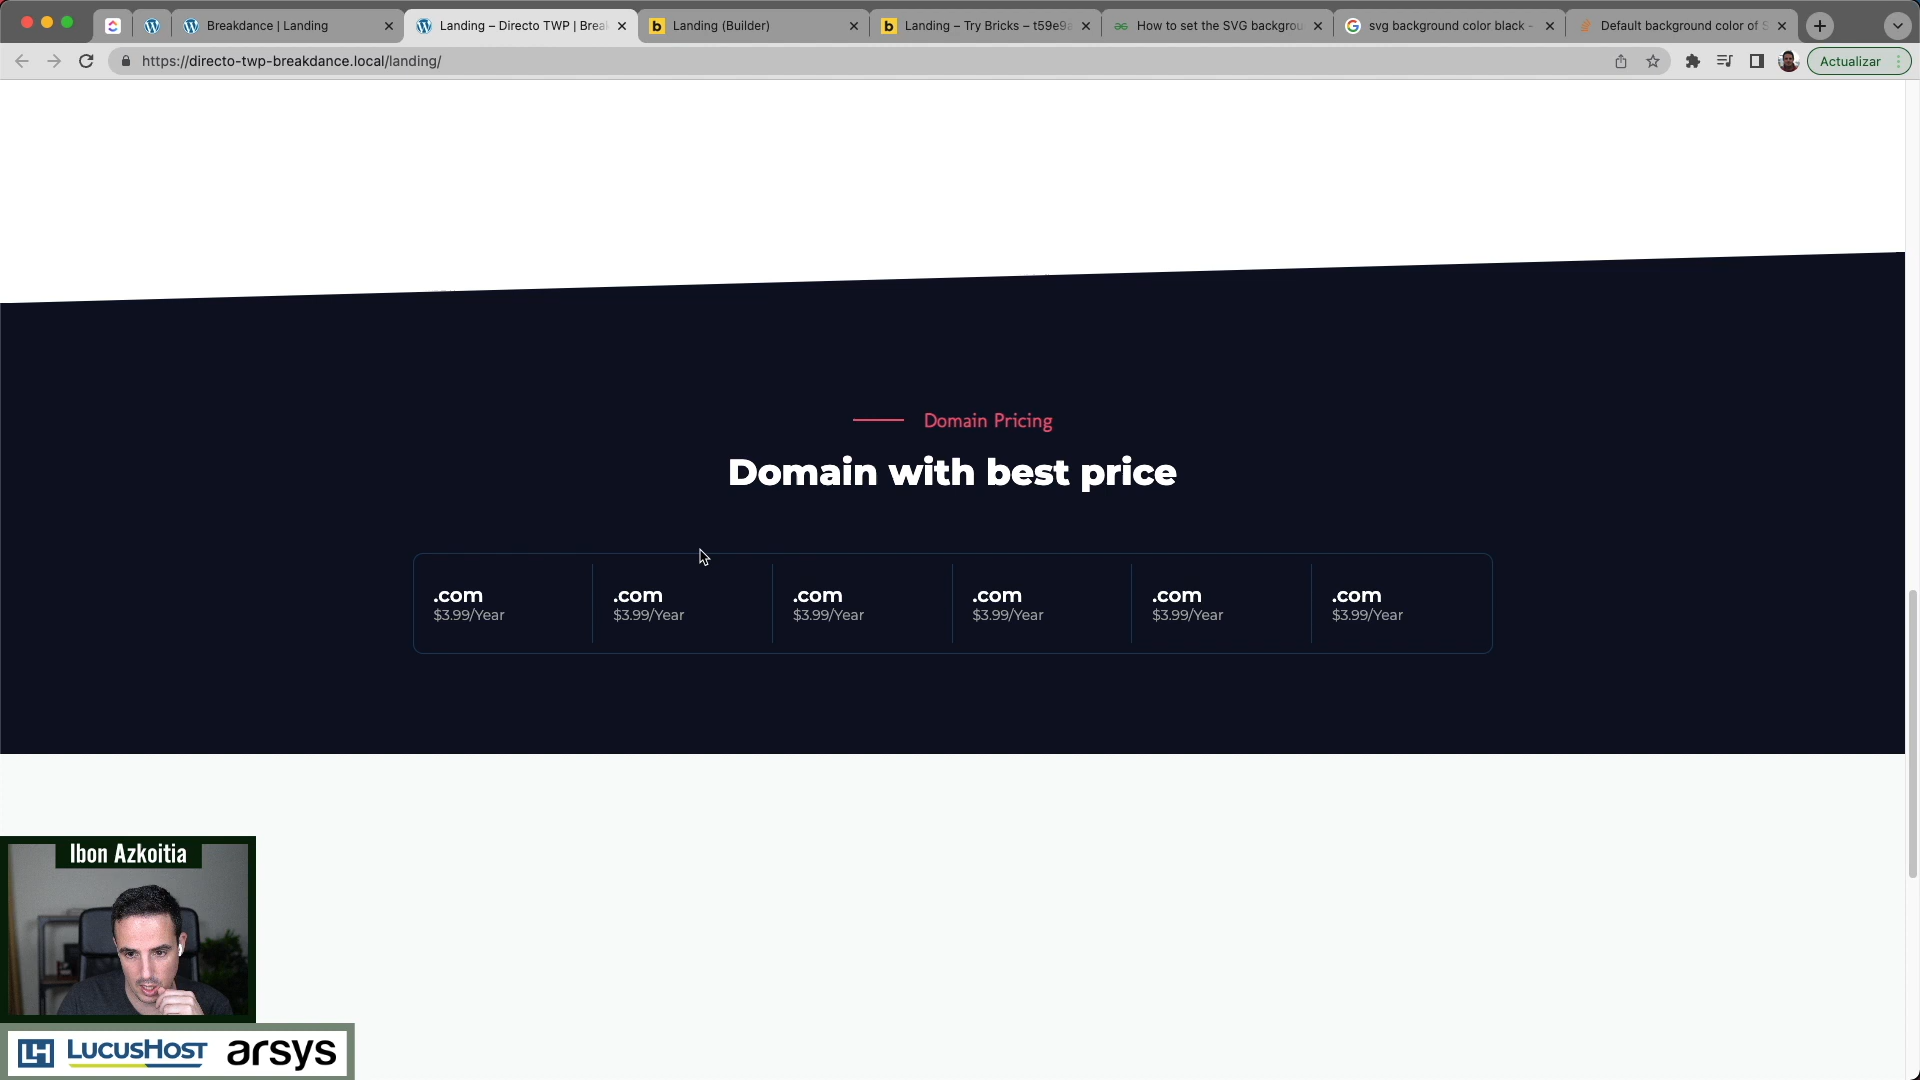 Breakdance | Landing
Landing – Directo TWP | Break
Landing (Builder)
Landing – Try Bricks – t59e9a
How to set the SVG backgrou
svg background color black -
Default background color of S
https://directo-twp-breakdance.local/landing/
Actualizar
Domain Pricing
Domain with best price
.com .com .com .com .com .com
$3.99/Year $3.99/Year $3.99/Year $3.99/Year $3.99/Year $3.99/Year
Ibon Azkoitia
LH LUCUSHOST arsys